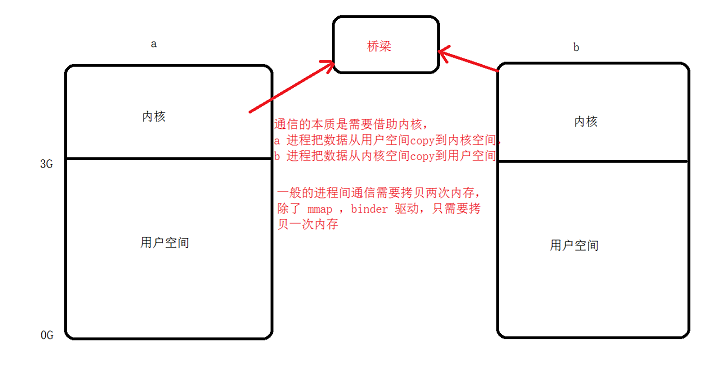 a
桥梁
b
内核
内核
通信的本质是需要借助内核，
a 进程把数据从用户空间copy到内核空间，
b 进程把数据从内核空间copy到用户空间
3G
一般的进程间通信需要拷贝两次内存，
除了 mmap ，binder 驱动，只需要拷
贝一次内存
用户空间
用户空间
0G